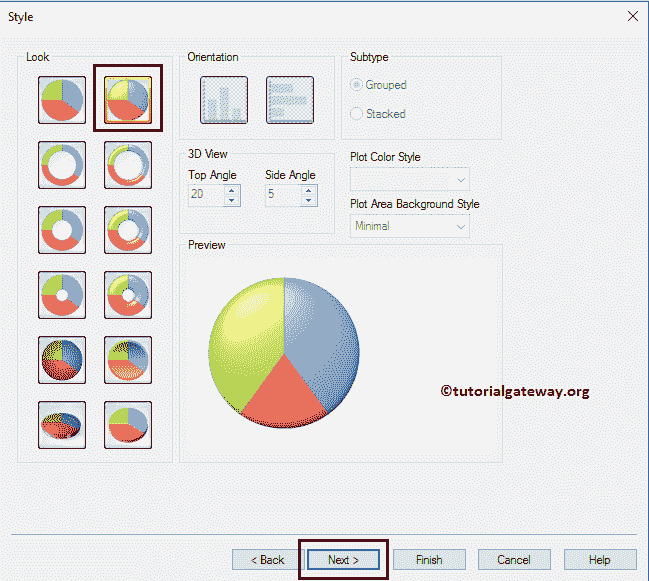 Style
Look
Orientation
Subtype
Grouped
Stacked
3D View
Top Angle
Side Angle
20
5
Plot Color Style
Plot Area Background Style
Minimal
Preview
©tutorialgateway.org
< Back
Next >
Finish
Cancel
Help